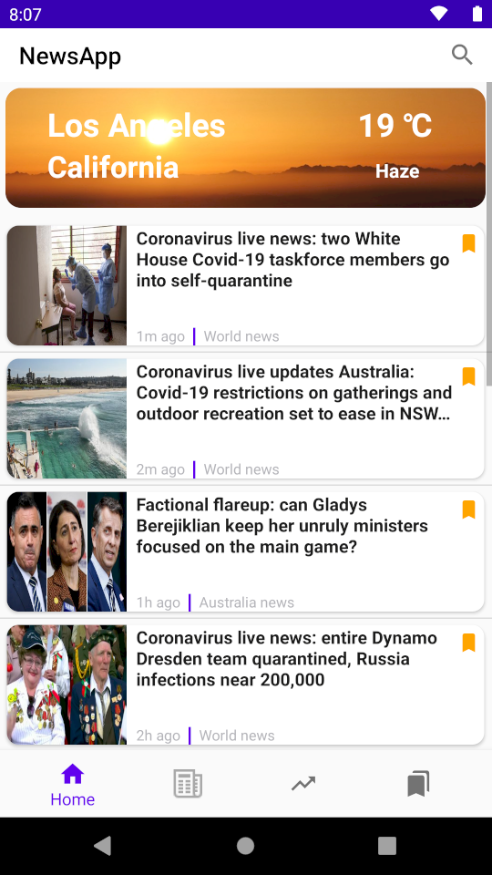 8:07
NewsApp
Los Angeles
19 °C
California
Haze
Coronavirus live news: two White
House Covid-19 taskforce members go
into self-quarantine
1m ago | World news
Coronavirus live updates Australia:
Covid-19 restrictions on gatherings and
outdoor recreation set to ease in NSW...
2m ago | World news
Factional flareup: can Gladys
Berejiklian keep her unruly ministers
focused on the main game?
1h ago | Australia news
Coronavirus live news: entire Dynamo
Dresden team quarantined, Russia
infections near 200,000
2h ago | World news
Home